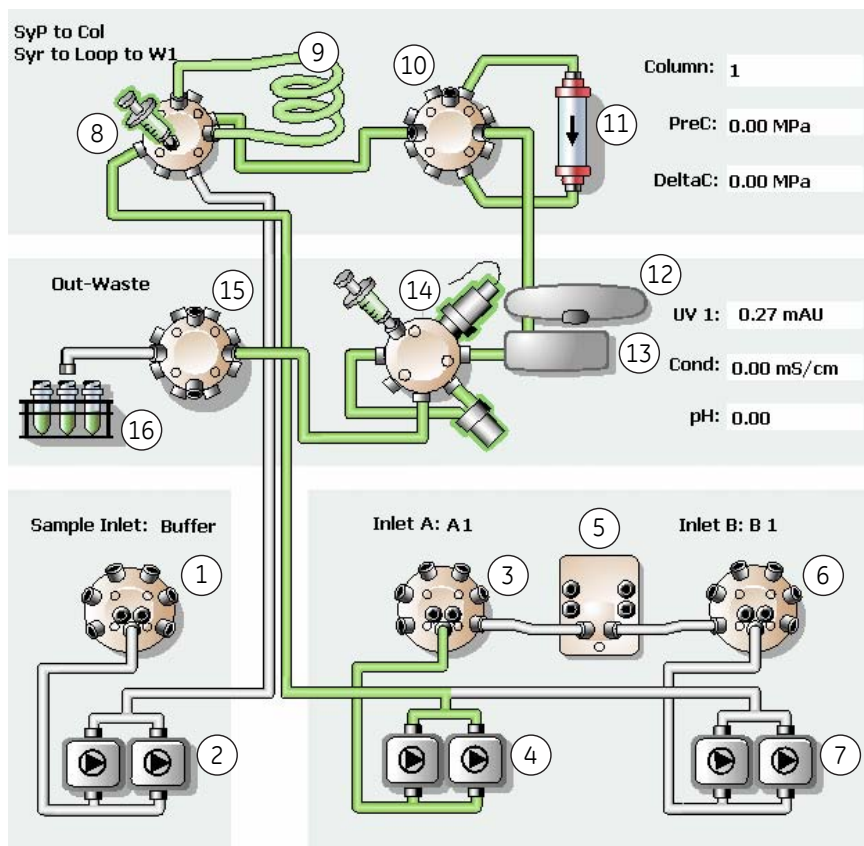 SyP to Col
Syr to Loop to W1
8
9
10
11
Column: 1
PreC: 0.00 MPa
DeltaC: 0.00 MPa
Out-Waste
15
14
12
13
16
UV 1: 0.27 mAU
Cond: 0.00 mS/cm
pH: 0.00
Sample Inlet: Buffer
1
2
Inlet A: A1
3
4
5
Inlet B: B 1
6
7